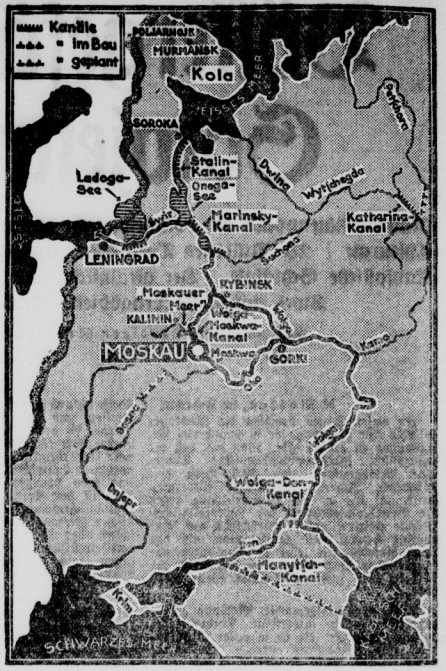 Kanäle
" im Bau
" geplant
POLJARNOJE
MURMANSK
Kola
WEISSES MEER
SOROKA
Petschora
Stalin-
Kanal
Dwina
Wytschegda
Ladoga-
See
Onega-
See
Swir
Marinsky-
Kanal
Katharina-
Kanal
OSTSEE
LENINGRAD
Suchona
RYBINSK
Moskauer
Meer
KALININ
Wolga-
Moskwa-
Kanal
Wolga
Kama
MOSKAU
Moskwa
GORKI
Oka
Wolga
Dnjepr
Wolga-Don-
Kanal
Don
Manytsch-
Kanal
Krim
SCHWARZES MEER